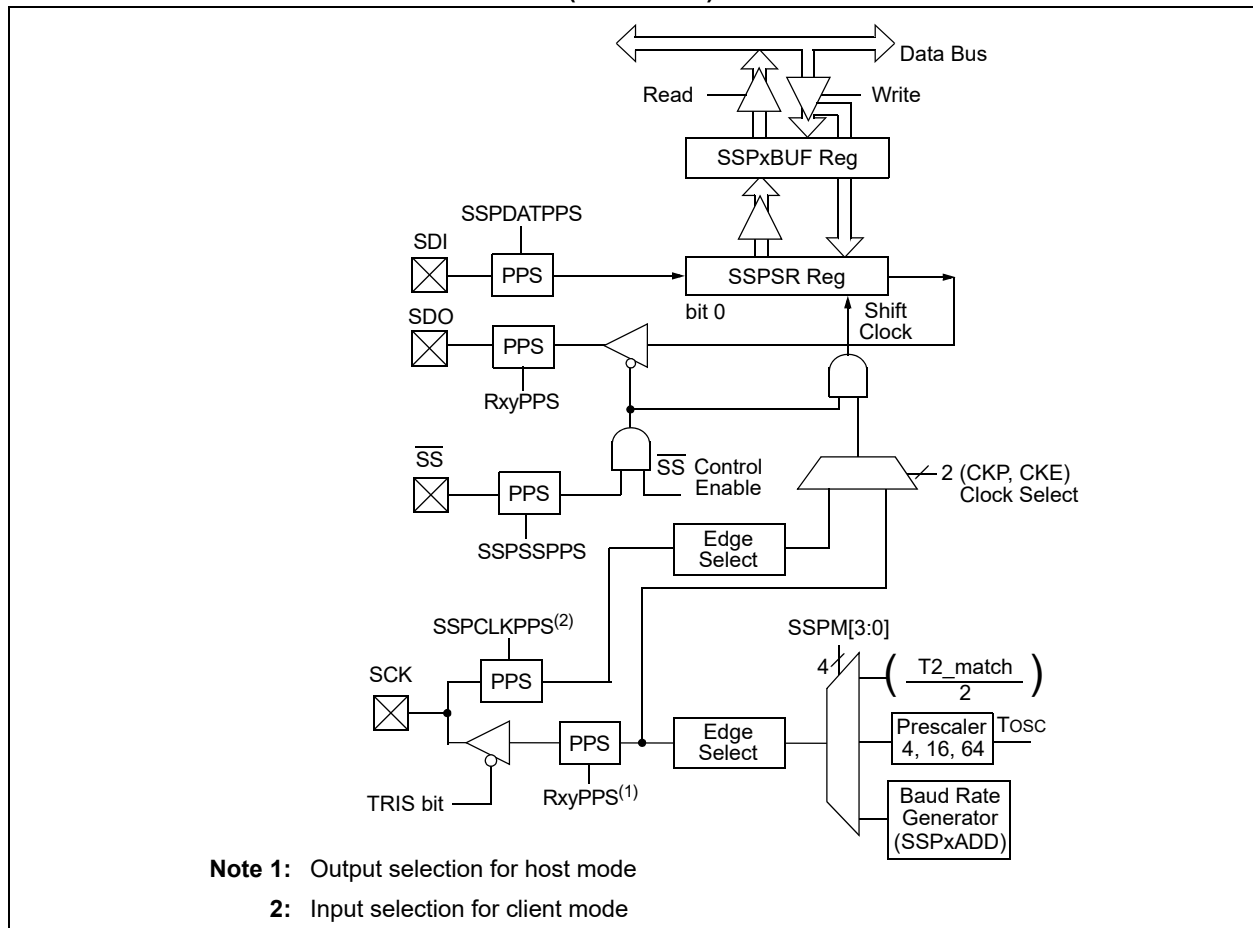 Data Bus
Read
Write
SSPxBUF Reg
SSPDATPPS
SDI
PPS
SSPSR Reg
bit 0
Shift
Clock
SDO
PPS
RxyPPS
SS
PPS
SS Control
Enable
SSPSSPPS
2 (CKP, CKE)
Clock Select
Edge
Select
SSPCLKPPS(2)
SCK
PPS
SSPM[3:0]
4
( T2_match
2 )
Edge
Select
PPS
Prescaler
4, 16, 64
TOSC
TRIS bit
RxyPPS(1)
Baud Rate
Generator
(SSPxADD)
Note 1: Output selection for host mode
2: Input selection for client mode